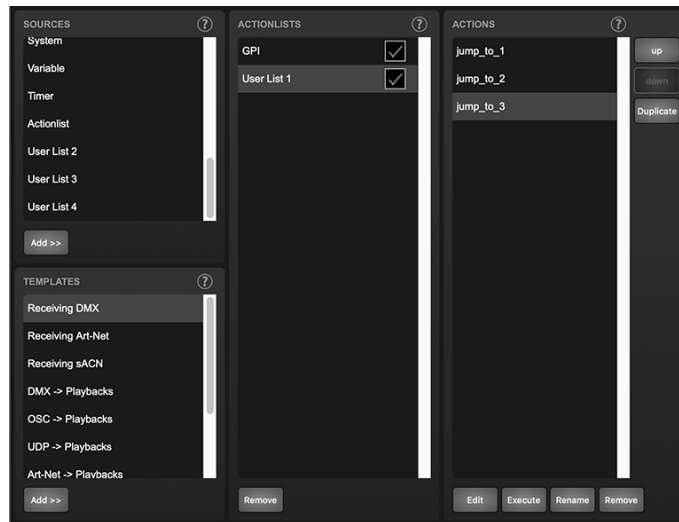 SOURCES ?
System
Variable
Timer
Actionlist
User List 2
User List 3
User List 4
Add >>
TEMPLATES ?
Receiving DMX
Receiving Art-Net
Receiving sACN
DMX -> Playbacks
OSC -> Playbacks
UDP -> Playbacks
Art-Net -> Playbacks
Add >>
ACTIONLISTS ?
GPI
User List 1
Remove
ACTIONS ?
jump_to_1
jump_to_2
jump_to_3
up
down
Duplicate
Edit Execute Rename Remove